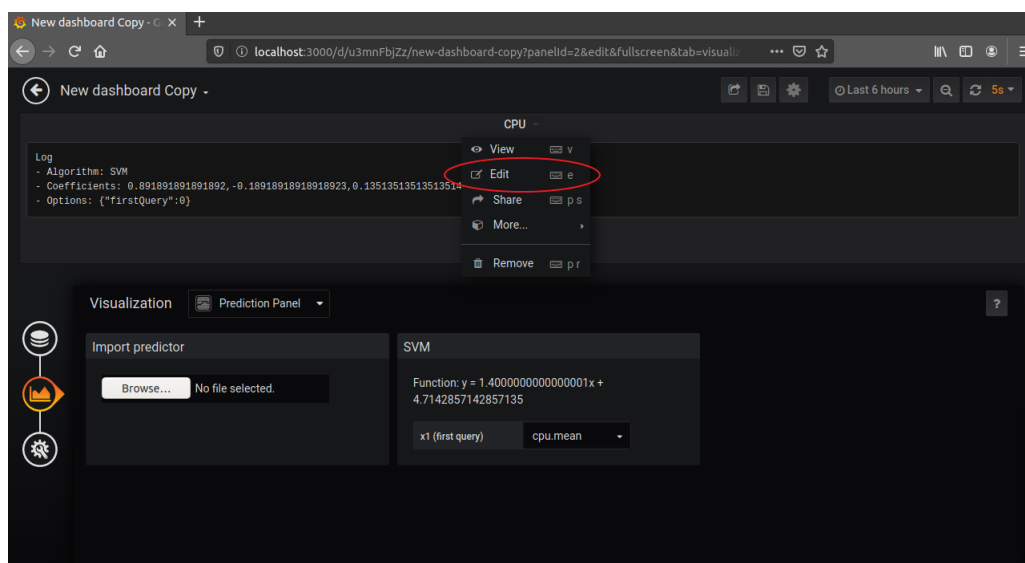 New dashboard Copy - G
localhost:3000/d/u3mnFbjZz/new-dashboard-copy?panelId=2&edit&fullscreen&tab=visuali
New dashboard Copy
Last 6 hours
5s
CPU
Log
- Algorithm: SVM
- Coefficients: 0.891891891891892,-0.18918918918918923,0.13513513513513514
- Options: {"firstQuery":0}
View v
Edit e
Share p s
More...
Remove p r
Visualization Prediction Panel ?
Import predictor
Browse... No file selected.
SVM
Function: y = 1.4000000000000001x +
4.7142857142857135
x1 (first query) cpu.mean